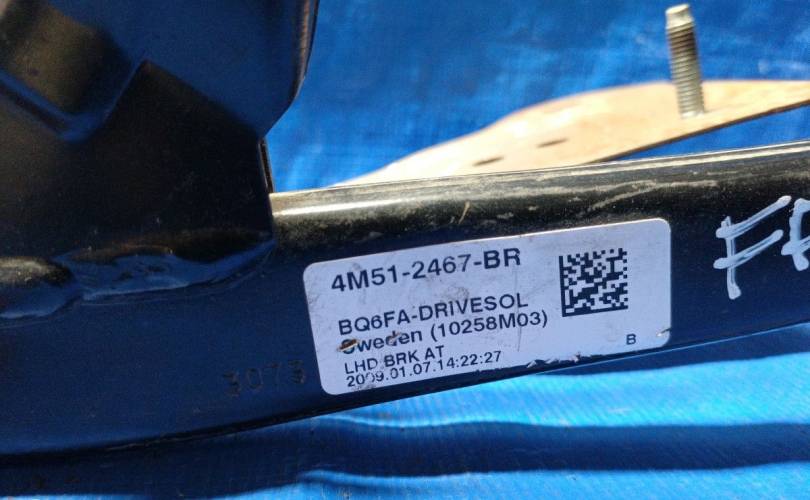 4M51-2467-BR
BQ6FA-DRIVESOL
Sweden (10258M03)
LHD BRK AT
2009.01.07.14:22:27
B
3073